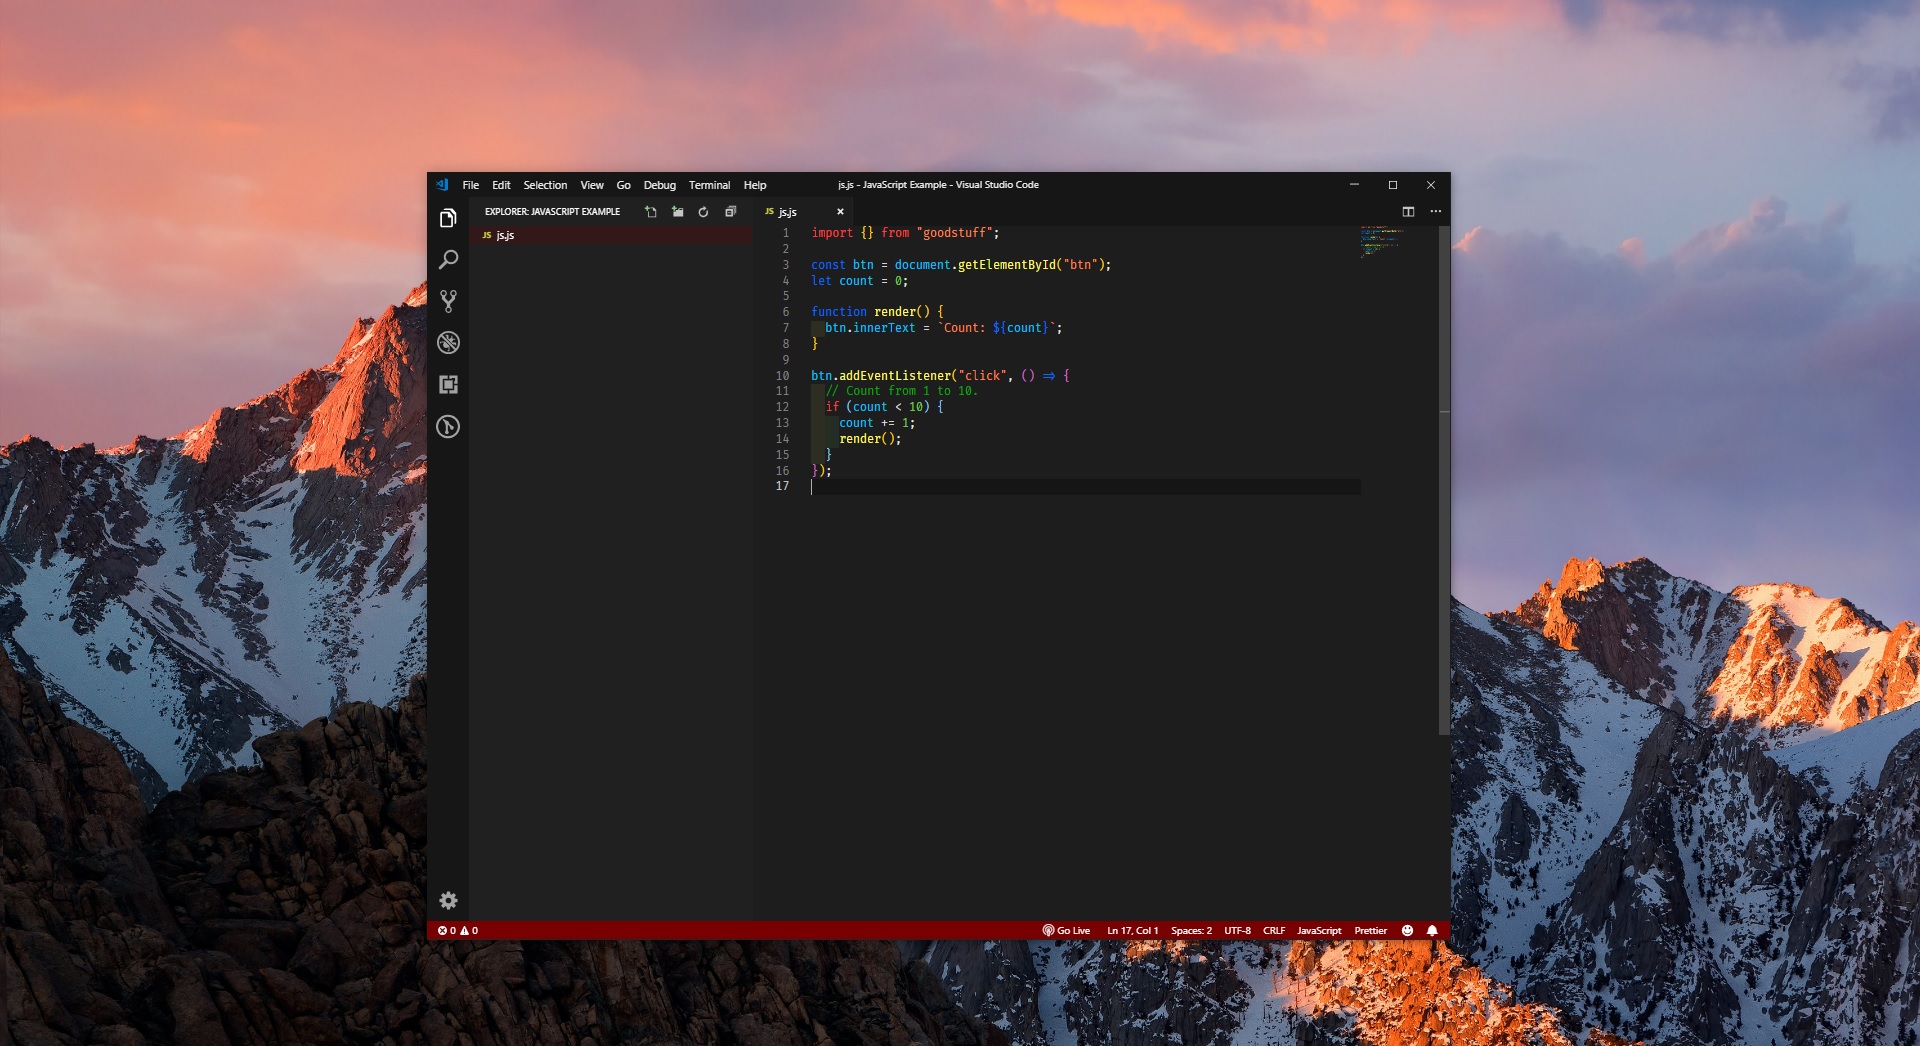 File Edit Selection View Go Debug Terminal Help js.js - JavaScript Example - Visual Studio Code
EXPLORER: JAVASCRIPT EXAMPLE
JS js.js
JS js.js
1 import {} from "goodstuff";
2
3 const btn = document.getElementById("btn");
4 let count = 0;
5
6 function render() {
7 btn.innerText = `Count: ${count}`;
8 }
9
10 btn.addEventListener("click", () => {
11 // Count from 1 to 10.
12 if (count < 10) {
13 count += 1;
14 render();
15 }
16 });
17
0 0 Go Live Ln 17, Col 1 Spaces: 2 UTF-8 CRLF JavaScript Prettier